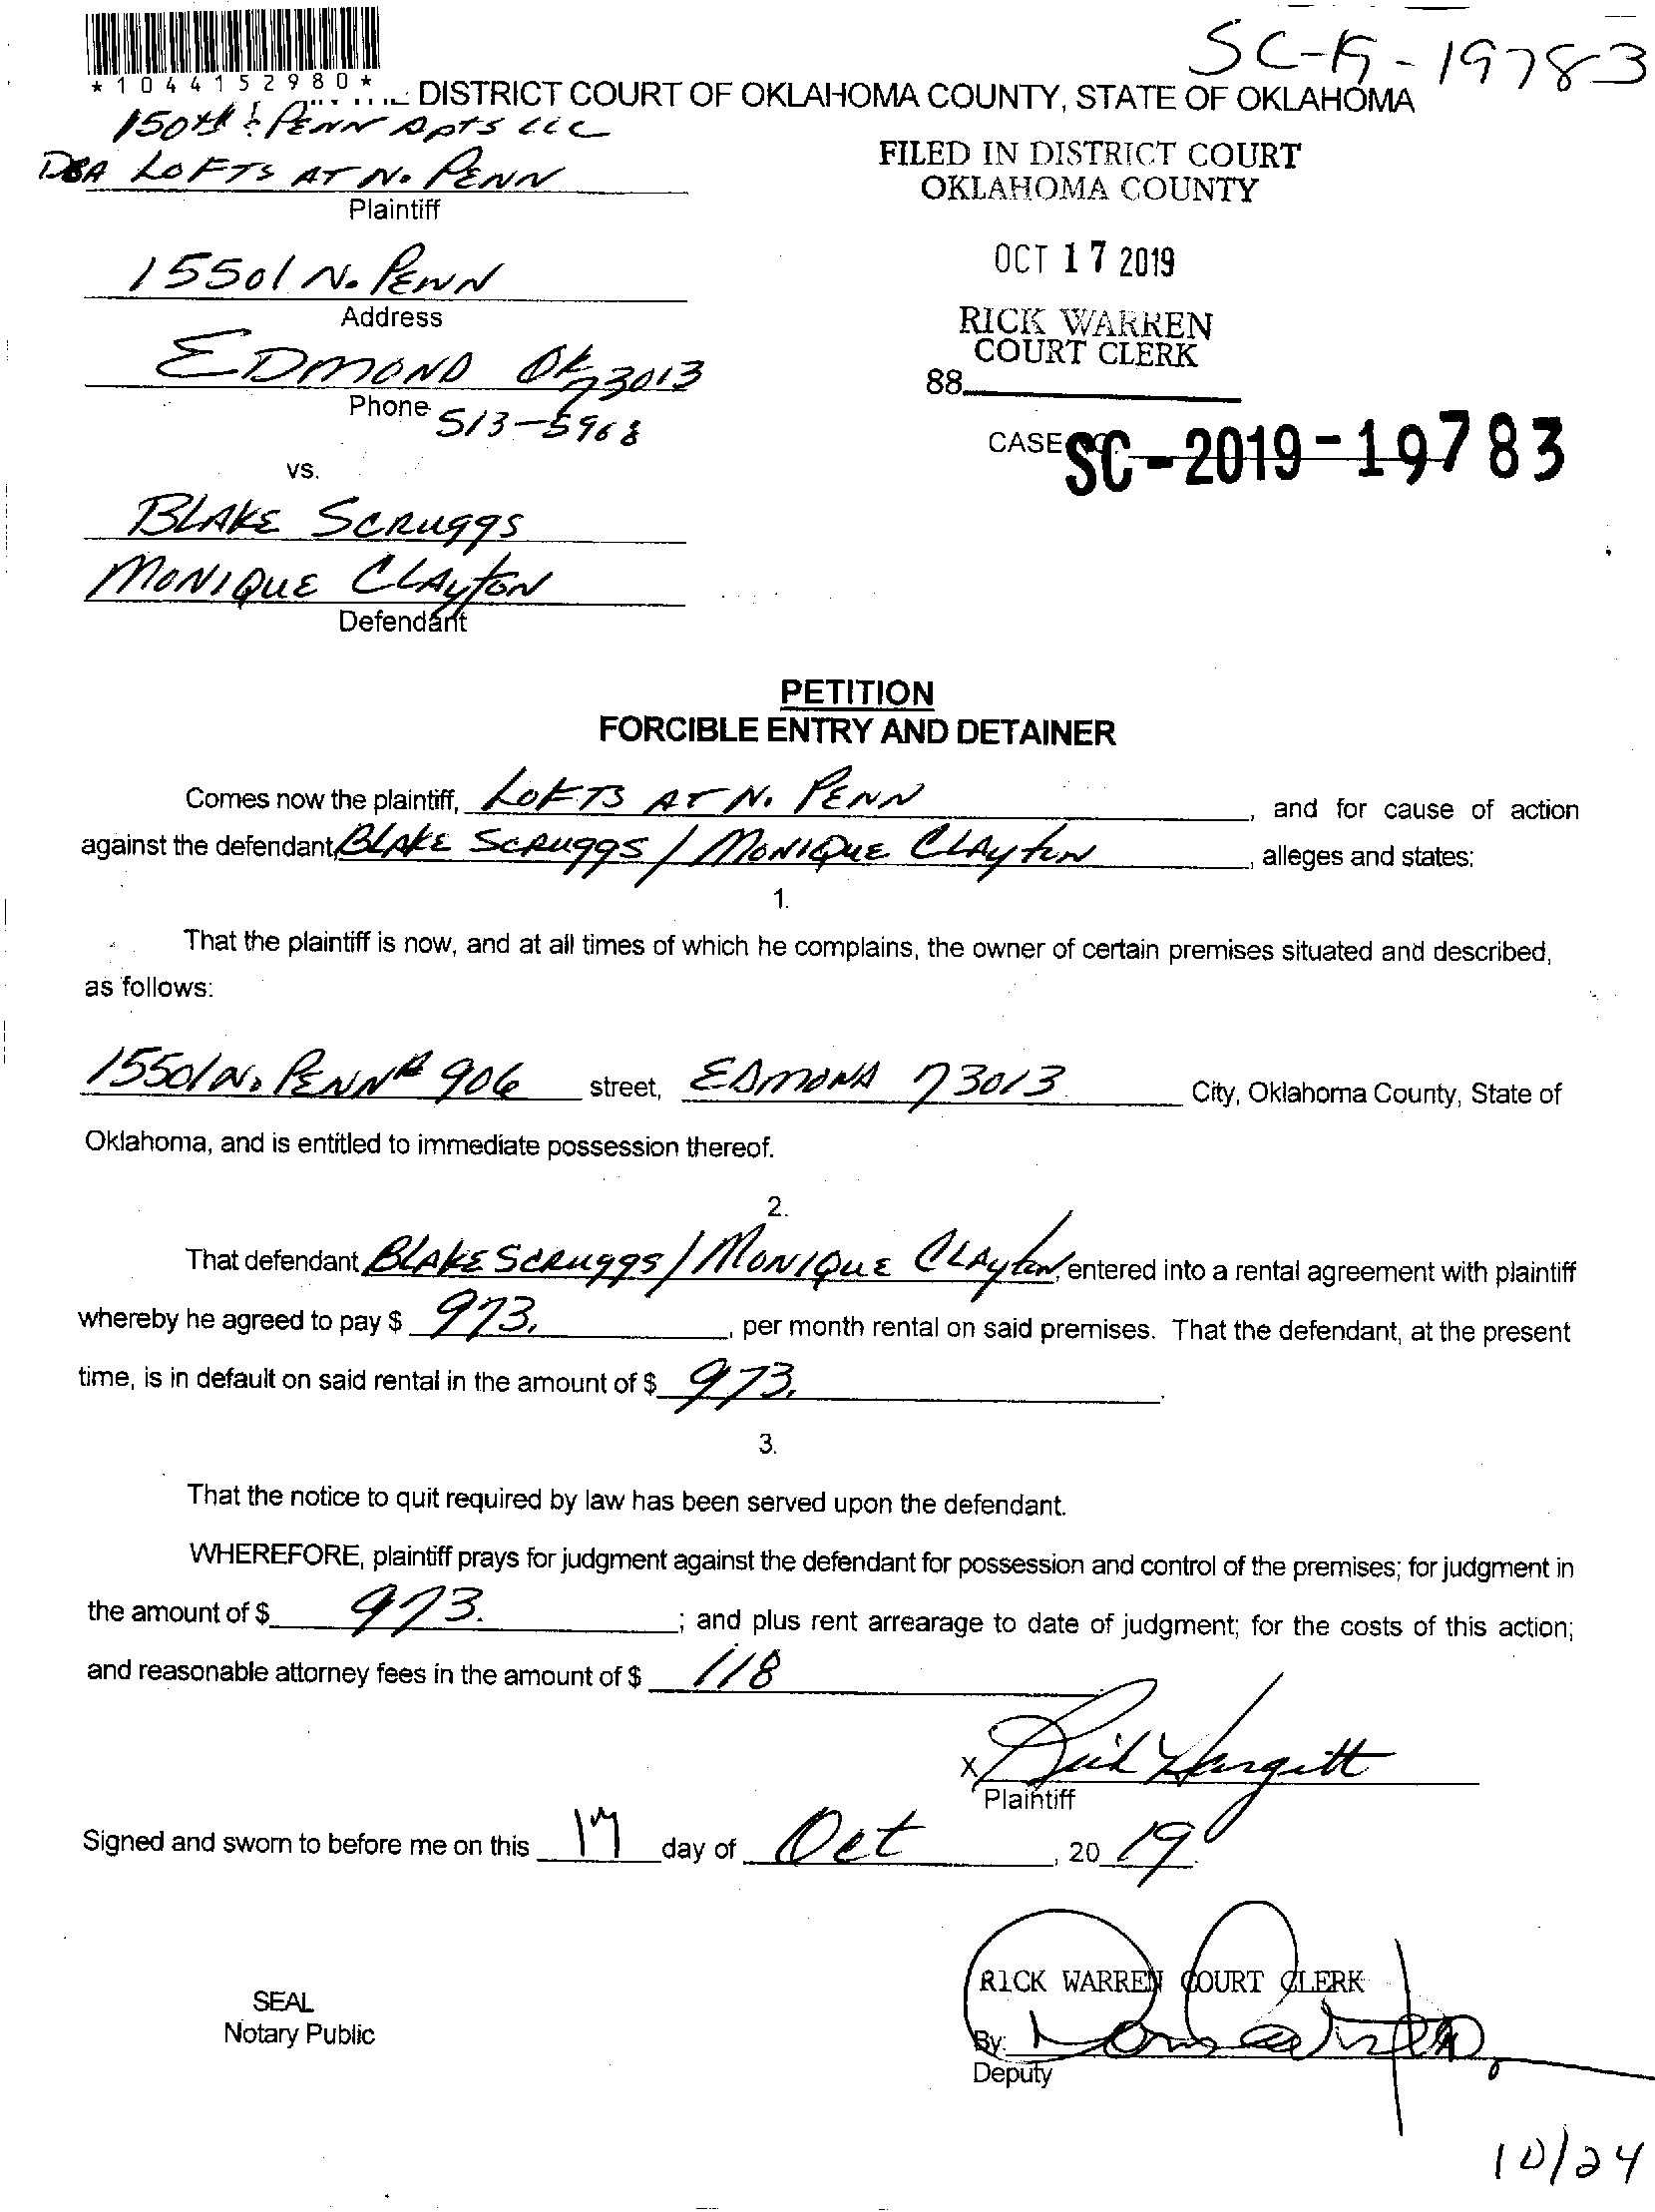 SC-19-19783
*1044152980*
DISTRICT COURT OF OKLAHOMA COUNTY, STATE OF OKLAHOMA
150th & PENN Apts LLC
DBA LOFTS AT N. PENN
Plaintiff
FILED IN DISTRICT COURT
OKLAHOMA COUNTY
15501 N. PENN
Address
OCT 17 2019
RICK WARREN
COURT CLERK
EDMOND OK 73013
88
Phone 513-5968
CASE SC-2019-19783
vs.
BLAKE SCRUGGS
MONIQUE CLAYTON
Defendant
PETITION
FORCIBLE ENTRY AND DETAINER
Comes now the plaintiff, LOFTS AT N. PENN, and for cause of action
against the defendant, BLAKE SCRUGGS / MONIQUE CLAYTON, alleges and states:
1.
That the plaintiff is now, and at all times of which he complains, the owner of certain premises situated and described,
as follows:
15501 N. PENN # 906 street, EDMOND 73013 City, Oklahoma County, State of
Oklahoma, and is entitled to immediate possession thereof.
2.
That defendant, BLAKE SCRUGGS / MONIQUE CLAYTON, entered into a rental agreement with plaintiff
whereby he agreed to pay $ 973., per month rental on said premises. That the defendant, at the present
time, is in default on said rental in the amount of $ 973.
3.
That the notice to quit required by law has been served upon the defendant.
WHEREFORE, plaintiff prays for judgment against the defendant for possession and control of the premises; for judgment in
the amount of $ 973. ; and plus rent arrearage to date of judgment; for the costs of this action;
and reasonable attorney fees in the amount of $ 118
x Rick Hargitt
Plaintiff
Signed and sworn to before me on this 17 day of Oct, 2019.
RICK WARREN COURT CLERK
SEAL
Notary Public
By:
Deputy
10/24